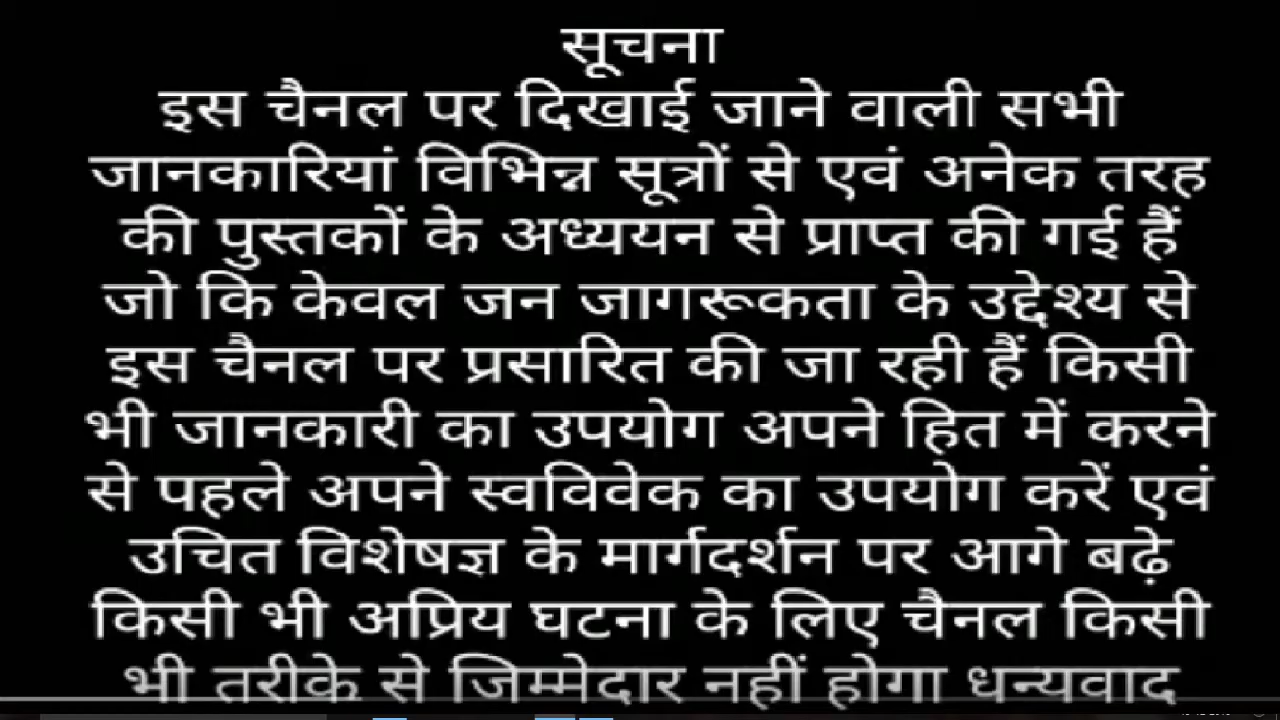 सूचना
इस चैनल पर दिखाई जाने वाली सभी
जानकारियां विभिन्न सूत्रों से एवं अनेक तरह
की पुस्तकों के अध्ययन से प्राप्त की गई हैं
जो कि केवल जन जागरूकता के उद्देश्य से
इस चैनल पर प्रसारित की जा रही हैं किसी
भी जानकारी का उपयोग अपने हित में करने
से पहले अपने स्वविवेक का उपयोग करें एवं
उचित विशेषज्ञ के मार्गदर्शन पर आगे बढ़े
किसी भी अप्रिय घटना के लिए चैनल किसी
भी तरीके से जिम्मेदार नहीं होगा धन्यवाद